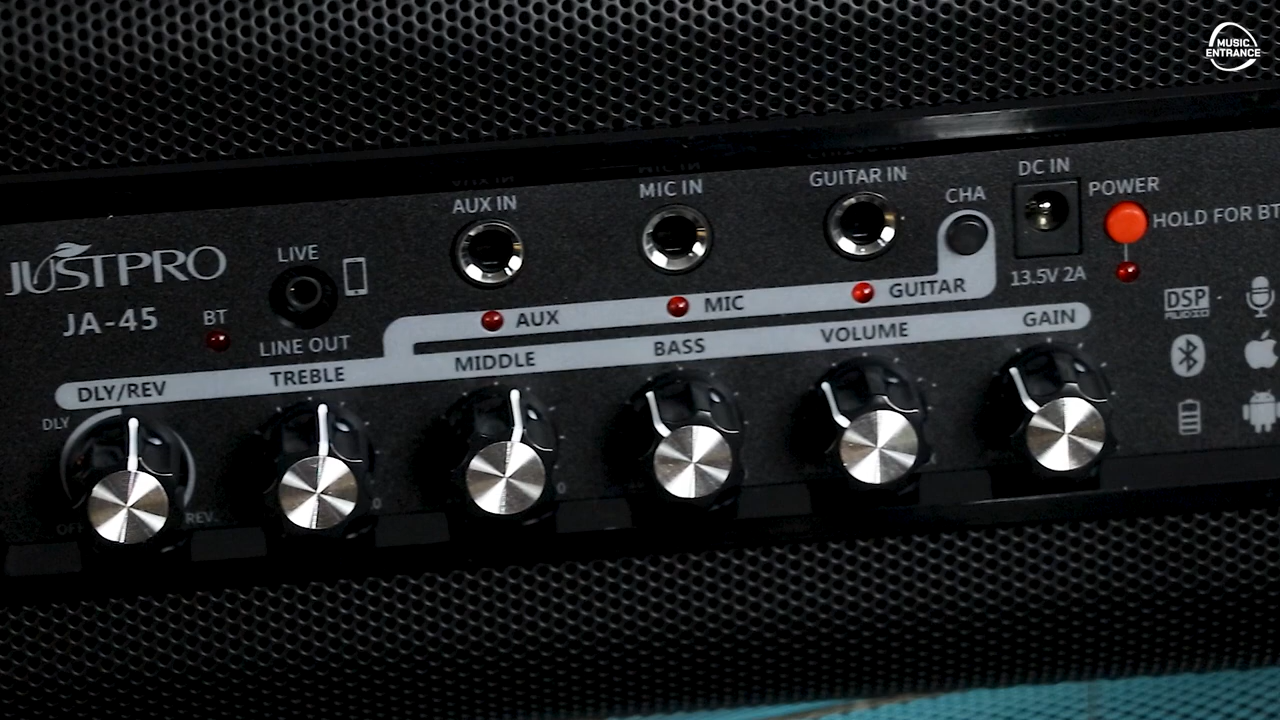 MUSIC
ENTRANCE
JUSTPRO
JA-45
BT
LIVE
LINE OUT
AUX IN
MIC IN
GUITAR IN
CHA
DC IN
13.5V 2A
POWER
HOLD FOR BT
AUX
MIC
GUITAR
DSP
AUDIO
DLY/REV
TREBLE
MIDDLE
BASS
VOLUME
GAIN
DLY
REV